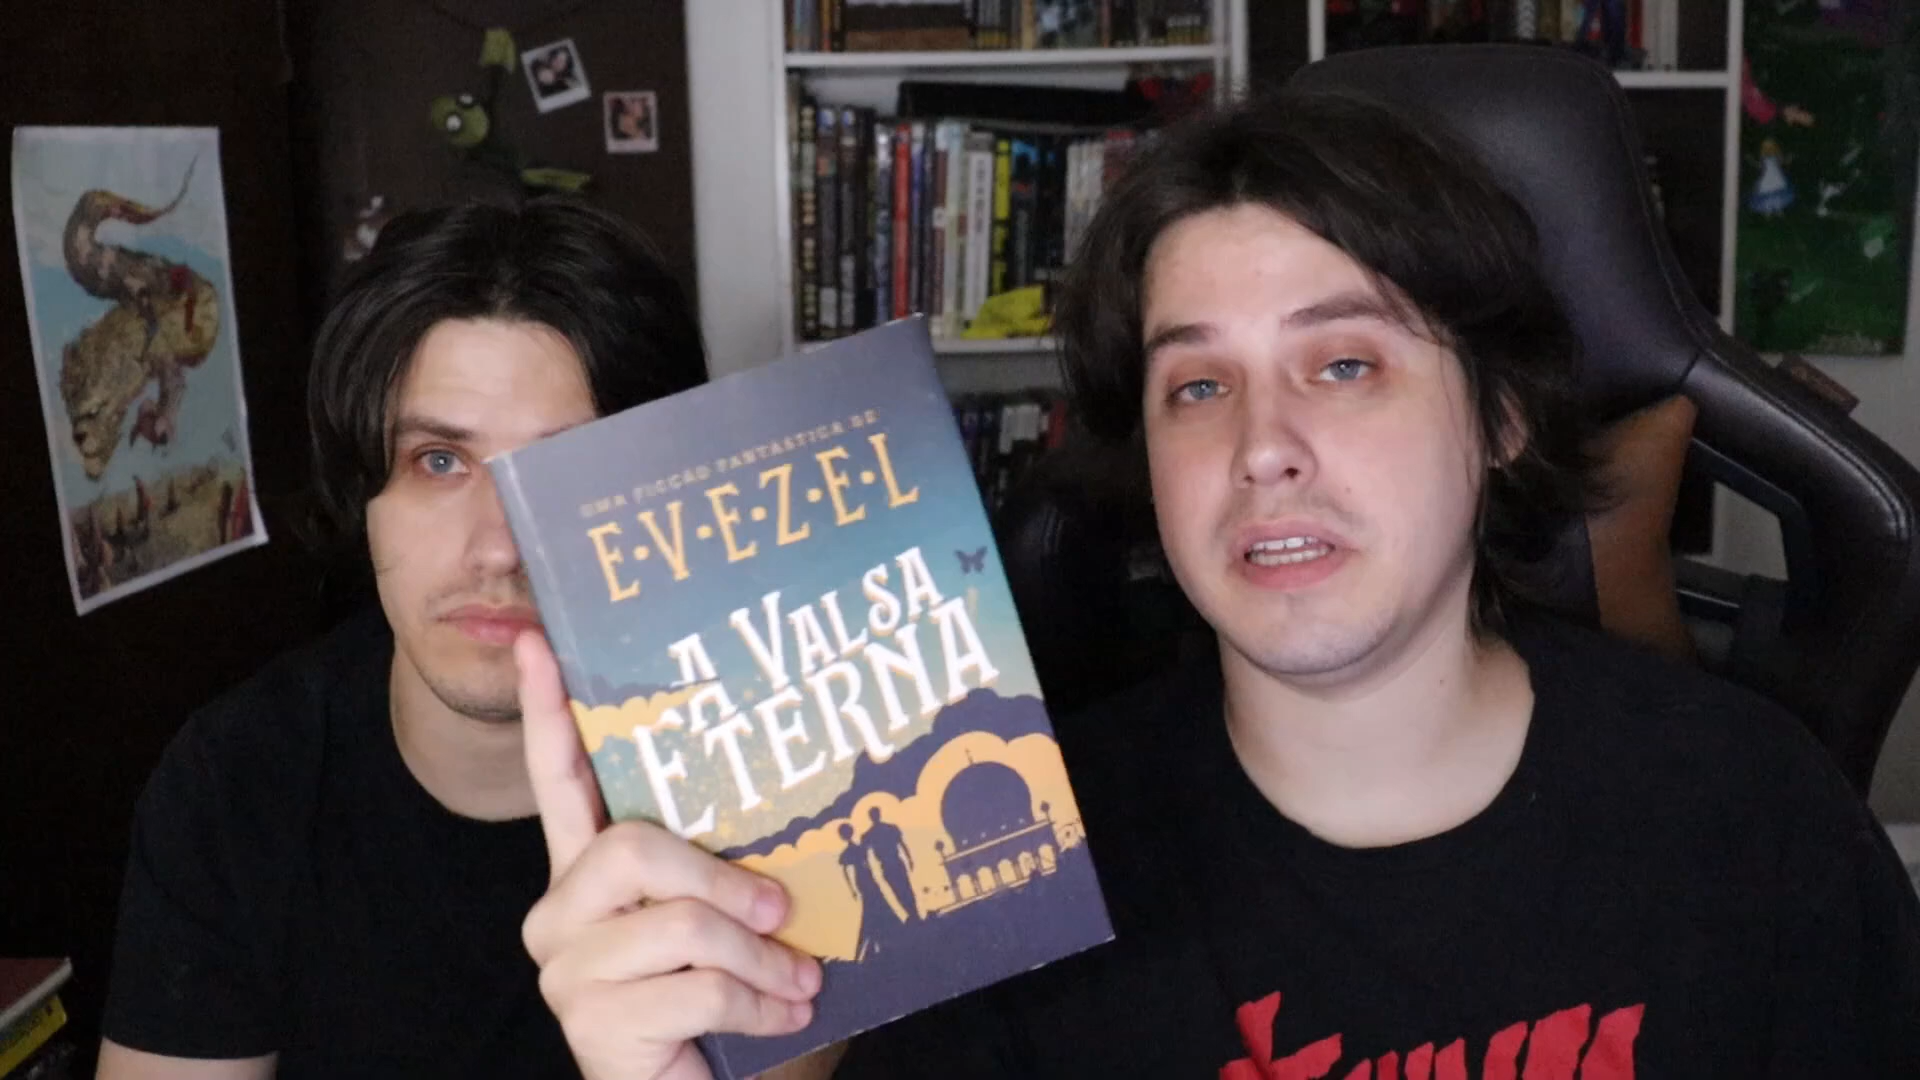 UMA FICÇÃO FANTÁSTICA DE
E·V·E·Z·E·L
A VALSA
ETERNA